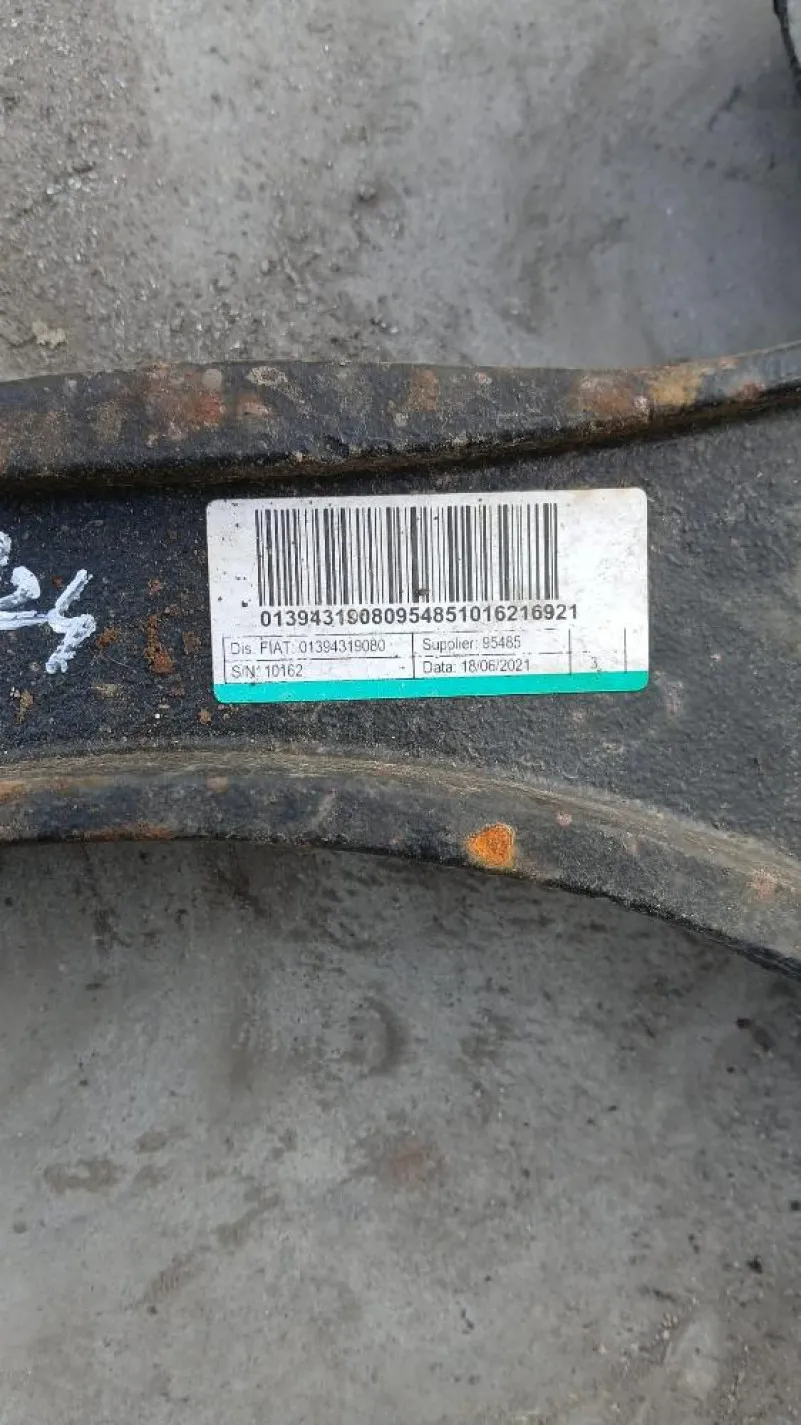 01394319080954851016216921
Dis. FIAT: 01394319080 Supplier: 95485
S/N: 10162 - Data: 18/06/2021 3